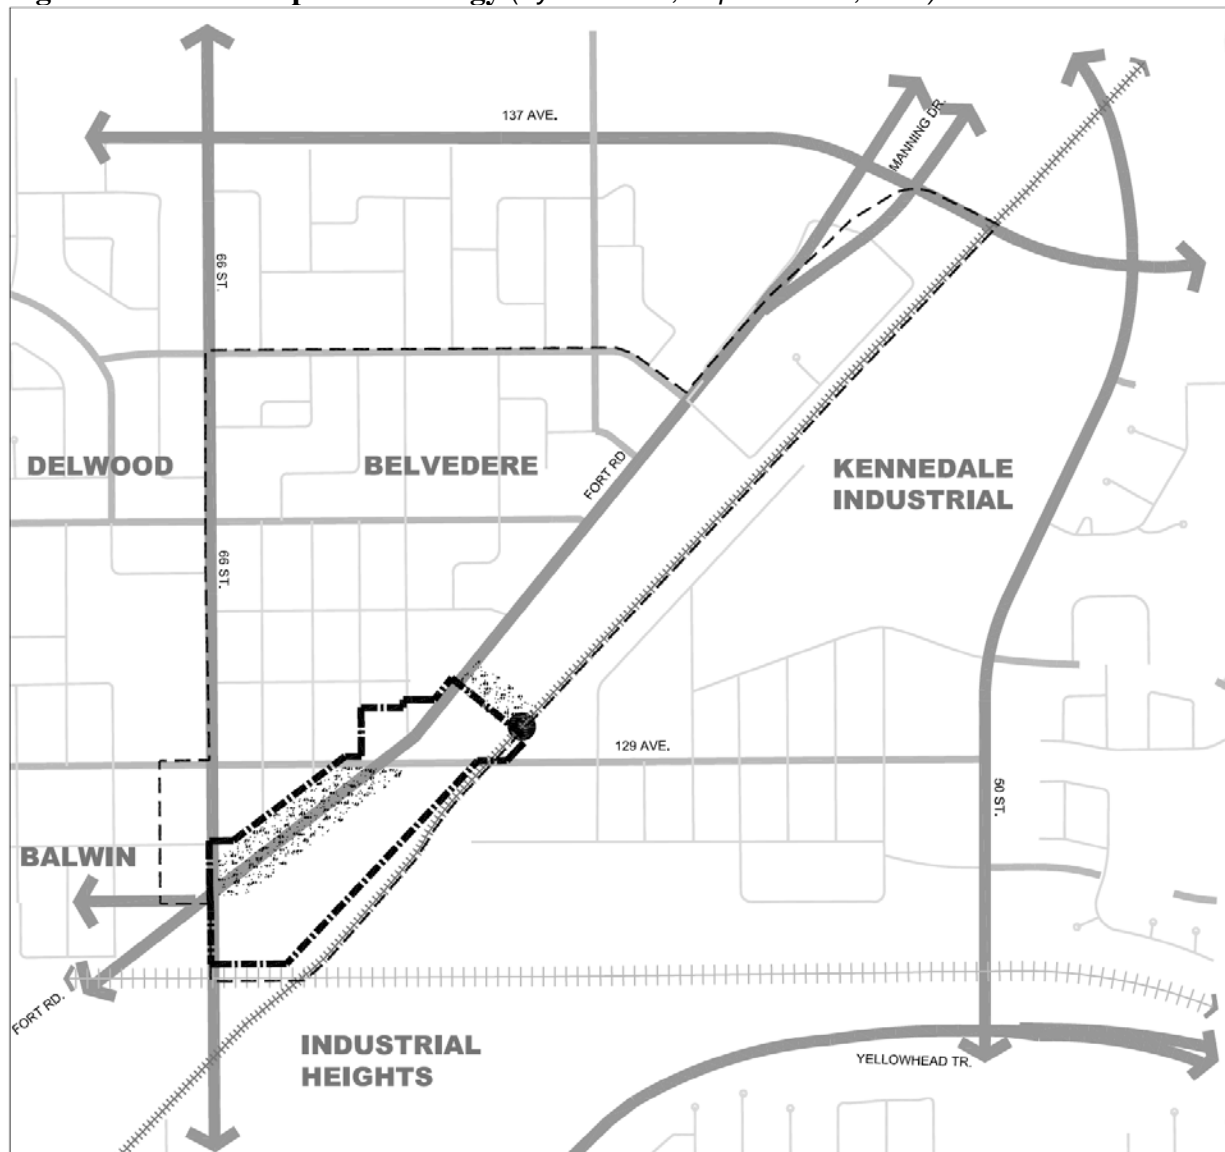 137 AVE.
MANNING DR.
66 ST.
DELWOOD
BELVEDERE
FORT RD
KENNEDALE
INDUSTRIAL
66 ST.
129 AVE.
50 ST.
BALWIN
FORT RD.
INDUSTRIAL
HEIGHTS
YELLOWHEAD TR.